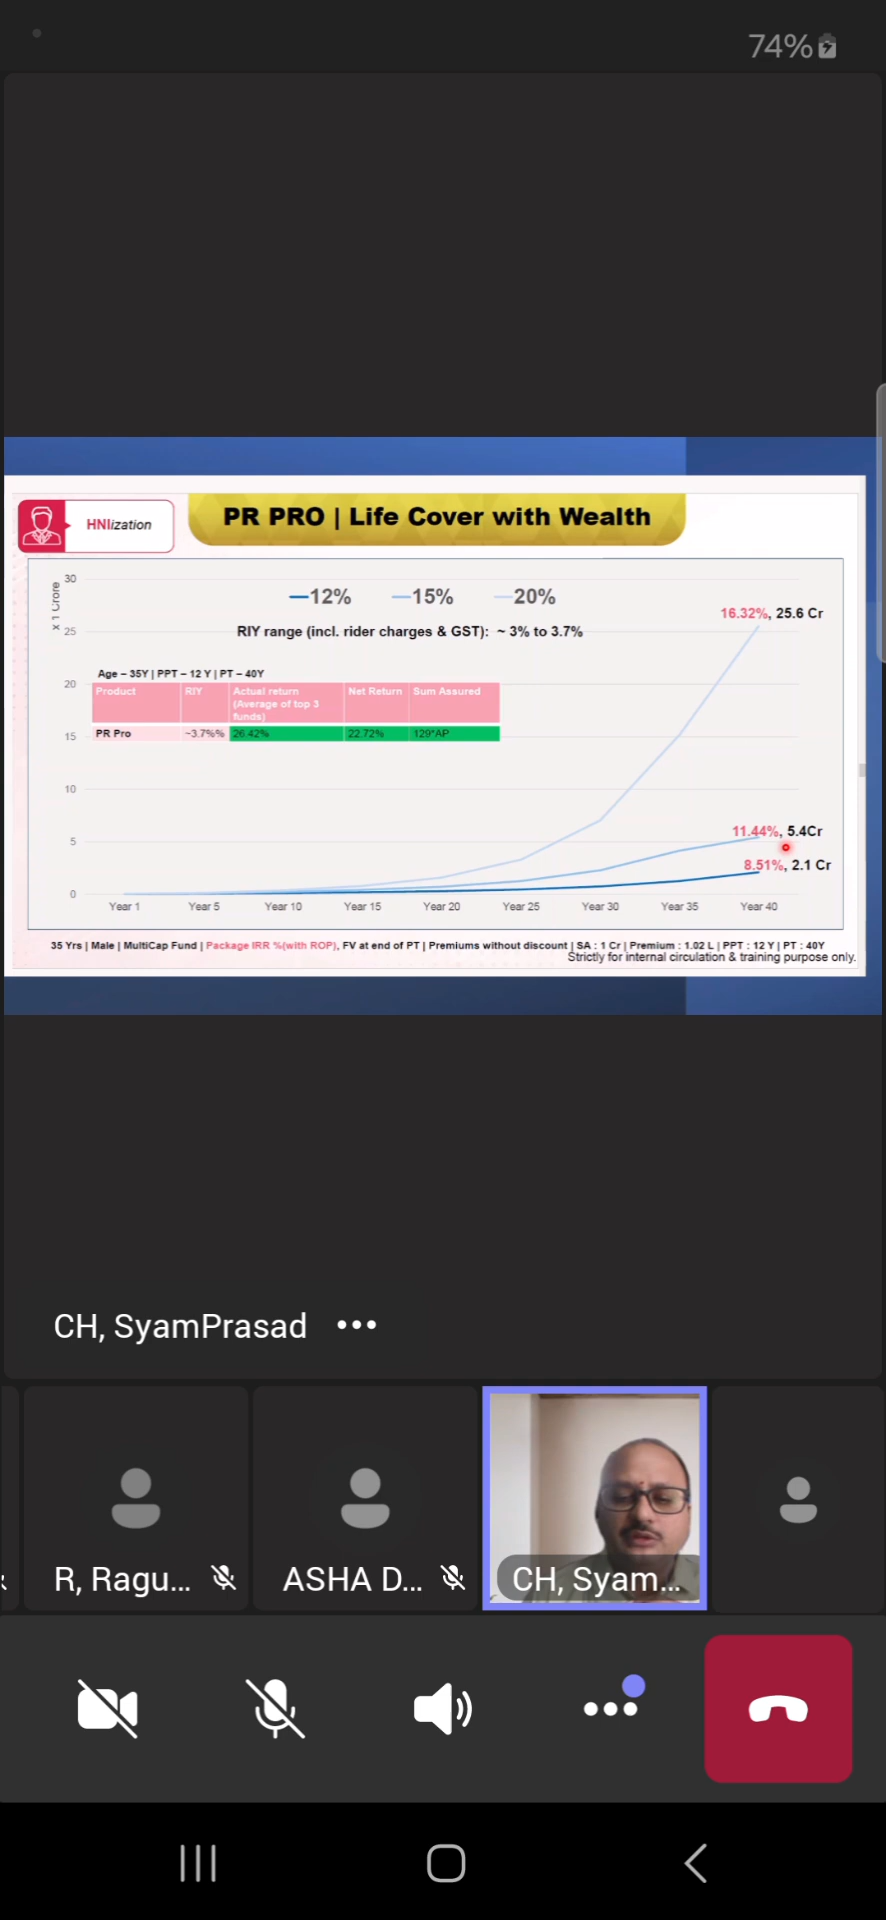 74%
HNIization
PR PRO | Life Cover with Wealth
x 1 Crore
30
25
20
15
10
5
0
12% 15% 20%
RIY range (incl. rider charges & GST): ~ 3% to 3.7%
16.32%, 25.6 Cr
Age – 35Y | PPT – 12 Y | PT – 40Y
Product RIY Actual return (Average of top 3 funds) Net Return Sum Assured
PR Pro ~3.7%% 26.42% 22.72% 129*AP
11.44%, 5.4Cr
8.51%, 2.1 Cr
Year 1 Year 5 Year 10 Year 15 Year 20 Year 25 Year 30 Year 35 Year 40
35 Yrs | Male | MultiCap Fund | Package IRR %(with ROP), FV at end of PT | Premiums without discount | SA : 1 Cr | Premium : 1.02 L | PPT : 12 Y | PT : 40Y
Strictly for internal circulation & training purpose only.
CH, SyamPrasad
R, Ragu... ASHA D... CH, Syam...